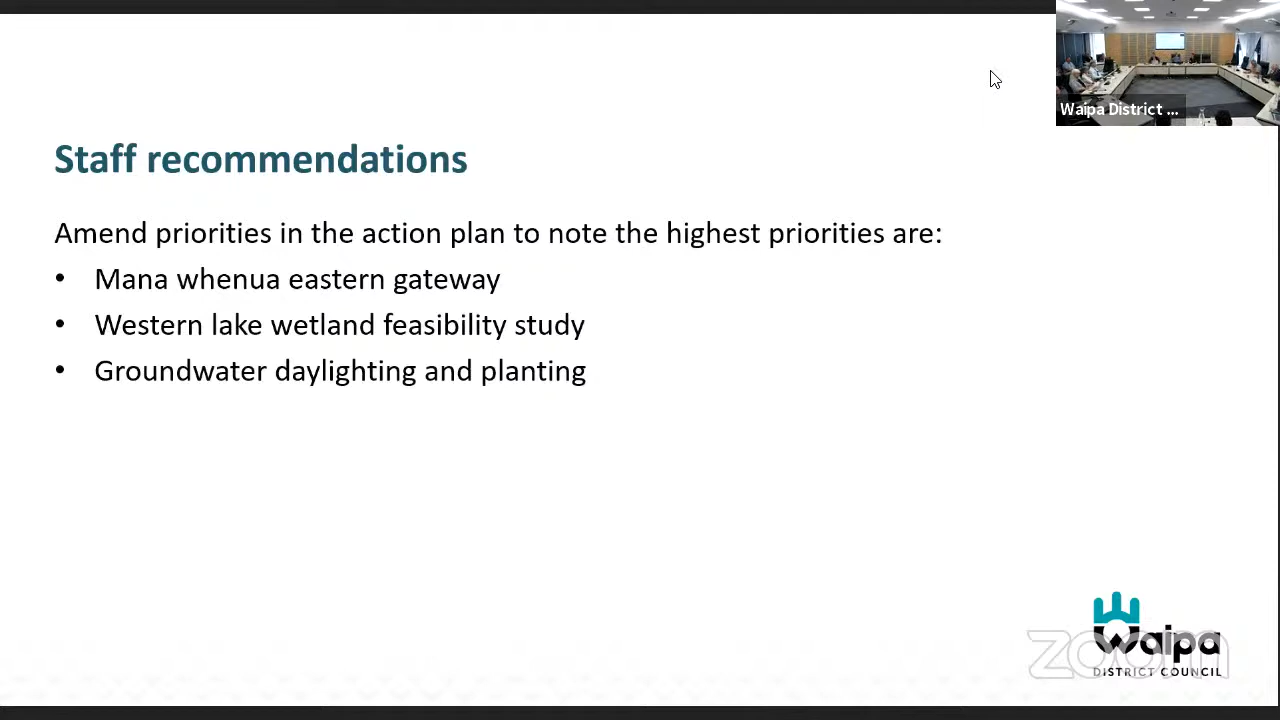 Waipa District ...
Staff recommendations
Amend priorities in the action plan to note the highest priorities are:
• Mana whenua eastern gateway
• Western lake wetland feasibility study
• Groundwater daylighting and planting
Waipa
DISTRICT COUNCIL
zoom